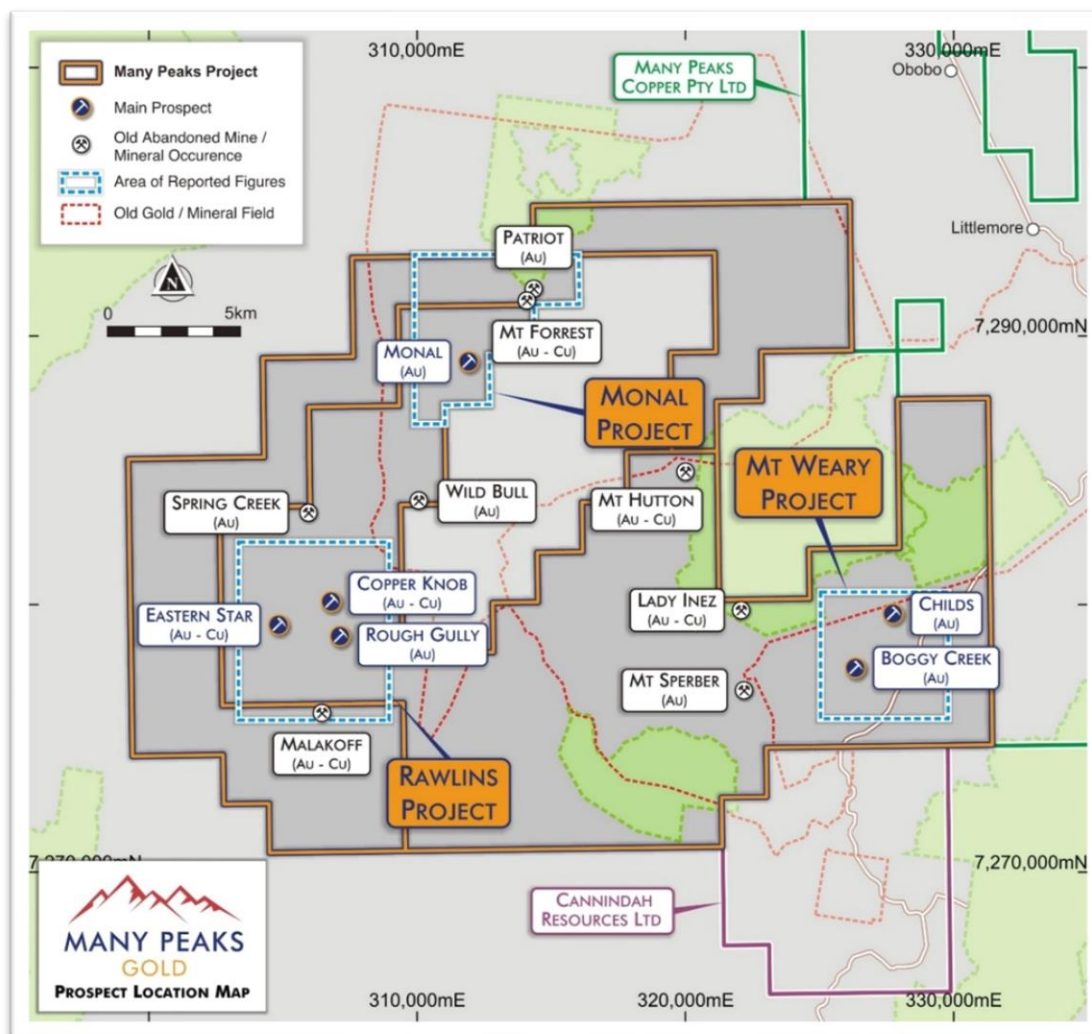 310,000mE
330,000mE
Many Peaks Project
Main Prospect
Old Abandoned Mine /
Mineral Occurence
Area of Reported Figures
Old Gold / Mineral Field
N
0
5km
MANY PEAKS
COPPER PTY LTD
Obobo
Littlemore
PATRIOT
(Au)
MT FORREST
(Au - Cu)
7,290,000mN
MONAL
(Au)
MONAL
PROJECT
MT WEARY
PROJECT
SPRING CREEK
(Au)
WILD BULL
(Au)
MT HUTTON
(Au - Cu)
COPPER KNOB
(Au - Cu)
EASTERN STAR
(Au - Cu)
ROUGH GULLY
(Au)
LADY INEZ
(Au - Cu)
CHILDS
(Au)
BOGGY CREEK
(Au)
MT SPERBER
(Au)
MALAKOFF
(Au - Cu)
RAWLINS
PROJECT
7,270,000mN
7,270,000mN
CANNINDAH
RESOURCES LTD
MANY PEAKS
GOLD
PROSPECT LOCATION MAP
310,000mE
320,000mE
330,000mE